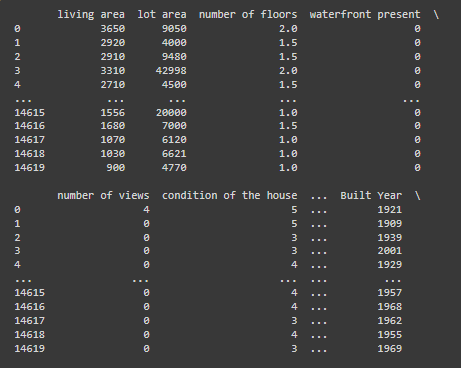 living area  lot area  number of floors  waterfront present  \
0             3650      9050               2.0                   0
1             2920      4000               1.5                   0
2             2910      9480               1.5                   0
3             3310     42998               2.0                   0
4             2710      4500               1.5                   0
...            ...       ...               ...                 ...
14615         1556     20000               1.0                   0
14616         1680      7000               1.5                   0
14617         1070      6120               1.0                   0
14618         1030      6621               1.0                   0
14619          900      4770               1.0                   0
number of views  condition of the house  ...  Built Year  \
0                    4                       5  ...        1921
1                    0                       5  ...        1909
2                    0                       3  ...        1939
3                    0                       3  ...        2001
4                    0                       4  ...        1929
...                ...                     ...  ...         ...
14615                0                       4  ...        1957
14616                0                       4  ...        1968
14617                0                       3  ...        1962
14618                0                       4  ...        1955
14619                0                       3  ...        1969